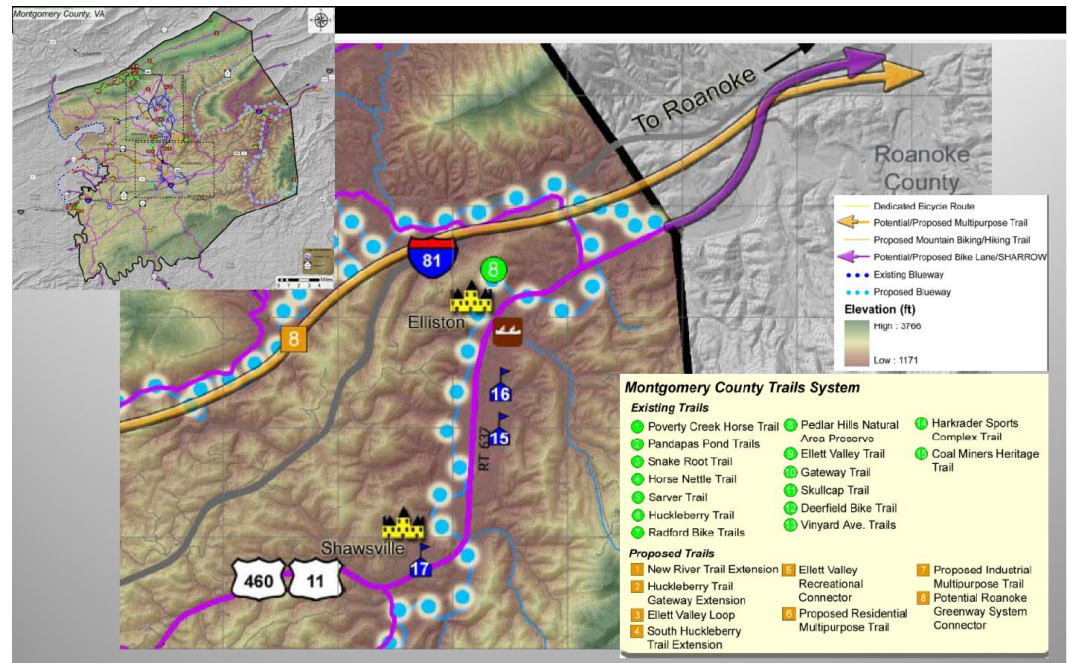 Montgomery County, VA
To Roanoke
Roanoke
County
81
8
8
Elliston
16
15
RT 637
Shawsville
17
460
11
Dedicated Bicycle Route
Potential/Proposed Multipurpose Trail
Proposed Mountain Biking/Hiking Trail
Potential/Proposed Bike Lane/SHARROW
Existing Blueway
Proposed Blueway
Elevation (ft)
High : 3766
Low : 1171
Montgomery County Trails System
Existing Trails
1 Poverty Creek Horse Trail
2 Pandapas Pond Trails
3 Snake Root Trail
4 Horse Nettle Trail
5 Sarver Trail
6 Huckleberry Trail
7 Radford Bike Trails
8 Pedlar Hills Natural
Area Preserve
9 Ellett Valley Trail
10 Gateway Trail
11 Skullcap Trail
12 Deerfield Bike Trail
13 Vinyard Ave. Trails
14 Harkrader Sports
Complex Trail
15 Coal Miners Heritage
Trail
Proposed Trails
1 New River Trail Extension
2 Huckleberry Trail
Gateway Extension
3 Ellett Valley Loop
4 South Huckleberry
Trail Extension
5 Ellett Valley
Recreational
Connector
6 Proposed Residential
Multipurpose Trail
7 Proposed Industrial
Multipurpose Trail
8 Potential Roanoke
Greenway System
Connector